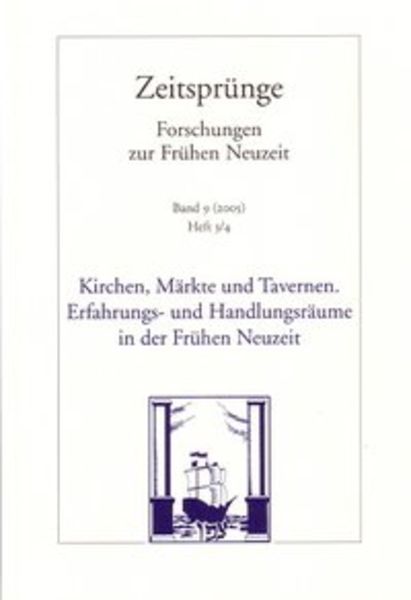 Zeitsprünge
Forschungen
zur Frühen Neuzeit
Band 9 (2005)
Heft 3/4
Kirchen, Märkte und Tavernen.
Erfahrungs- und Handlungsräume
in der Frühen Neuzeit